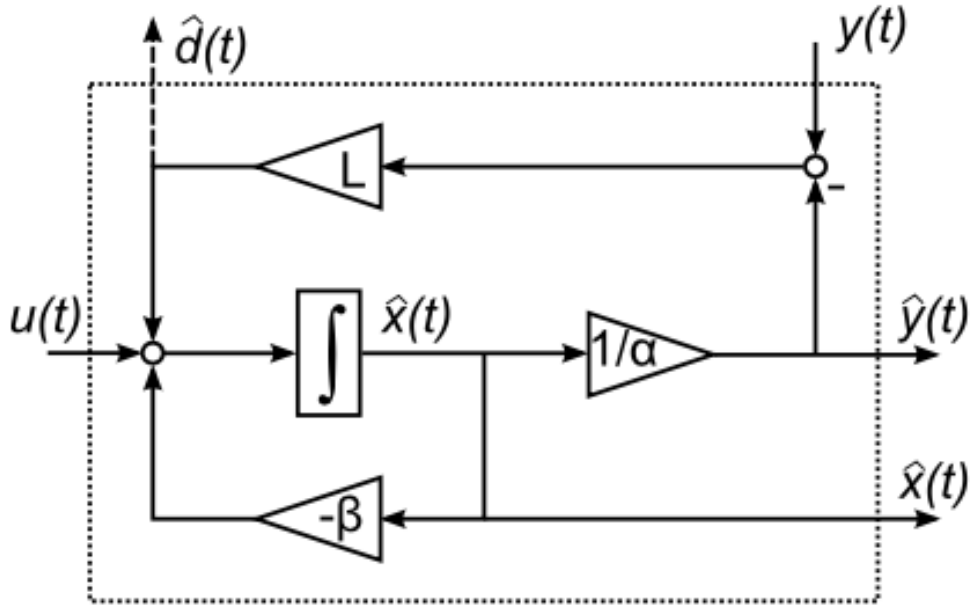 d̂(t)
y(t)
L
-
u(t)
∫
x̂(t)
1/α
ŷ(t)
-β
x̂(t)